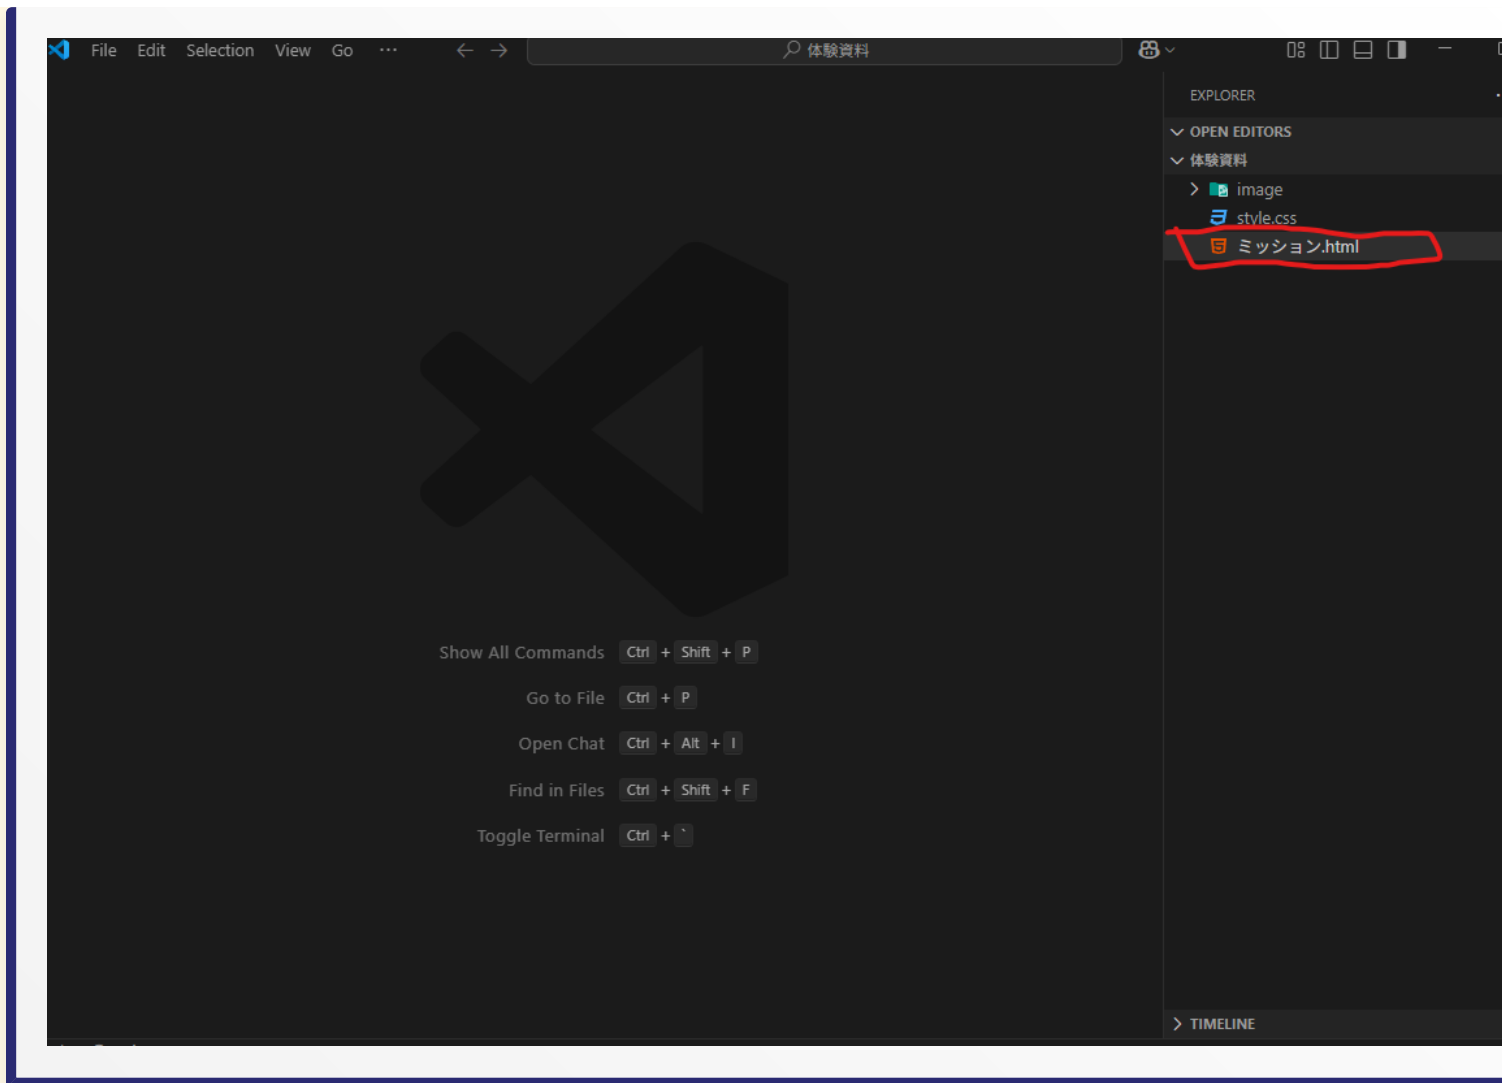 File Edit Selection View Go ··· ← → 体験資料
EXPLORER
OPEN EDITORS
体験資料
image
style.css
ミッション.html
Show All Commands Ctrl + Shift + P
Go to File Ctrl + P
Open Chat Ctrl + Alt + I
Find in Files Ctrl + Shift + F
Toggle Terminal Ctrl + `
TIMELINE